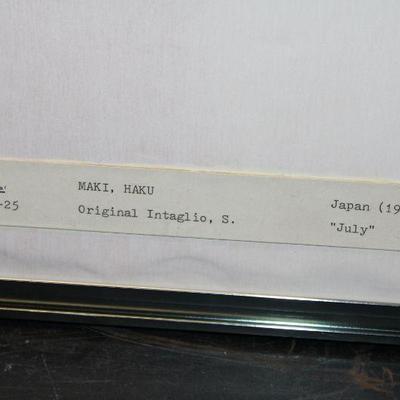 MAKI, HAKU Japan (19
-25 Original Intaglio, S. "July"